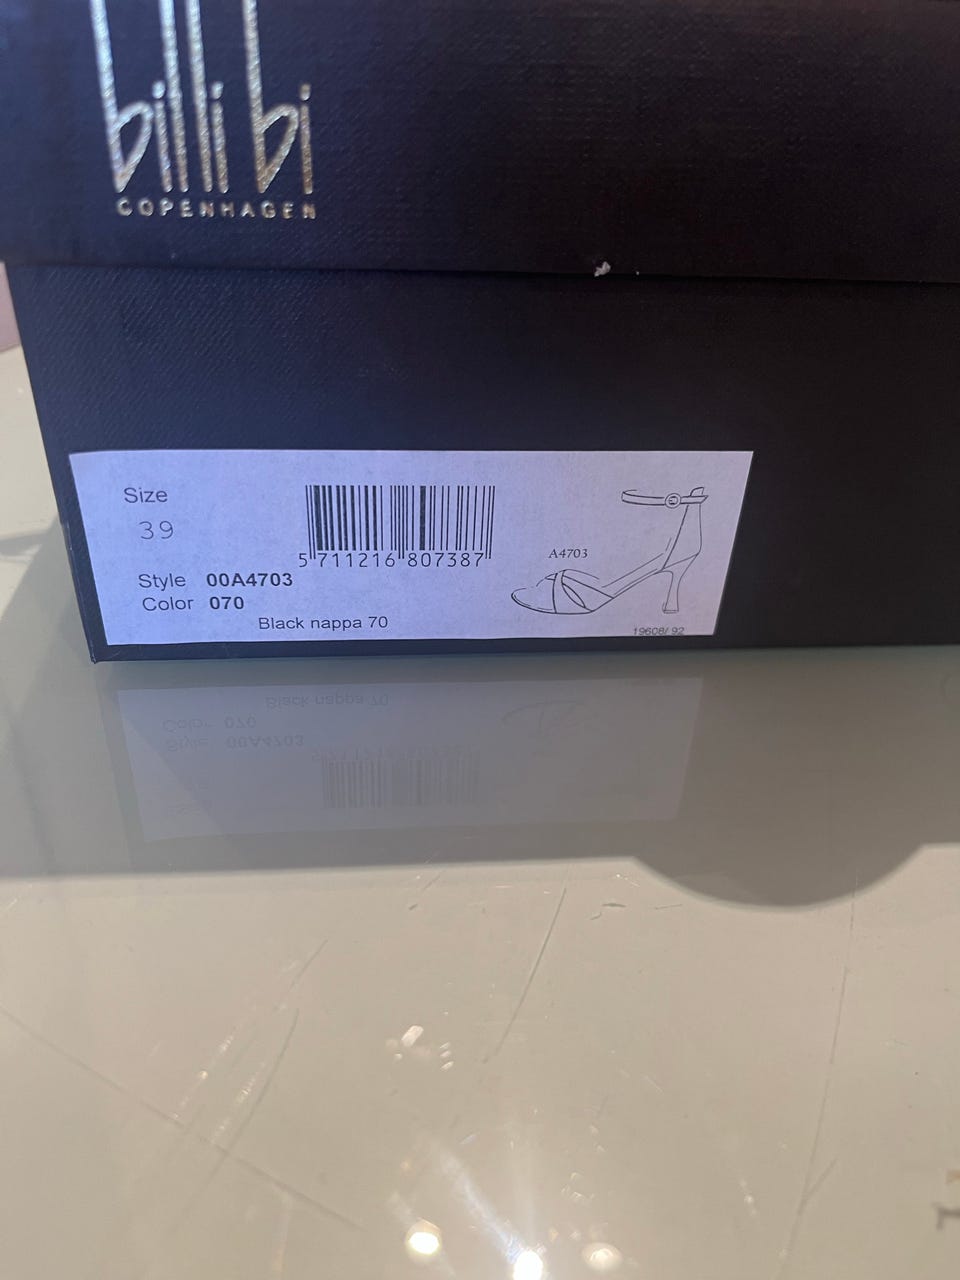 billi bi
COPENHAGEN
Size
39
5 711216 807387
Style 00A4703
Color 070
Black nappa 70
A4703
19608/ 92